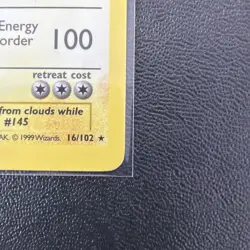 Energy
order 100
retreat cost
from clouds while
#145
AK. © 1999 Wizards. 16/102 ★